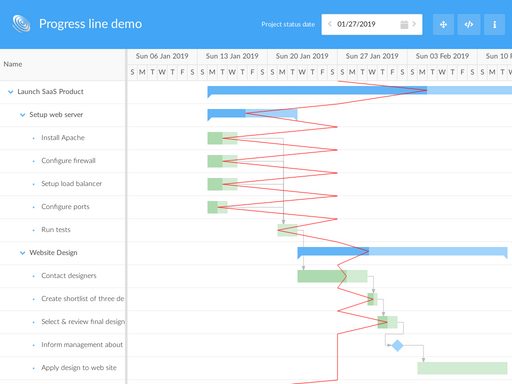 Progress line demo
Project status date
01/27/2019
Name
Sun 06 Jan 2019 Sun 13 Jan 2019 Sun 20 Jan 2019 Sun 27 Jan 2019 Sun 03 Feb 2019 Sun 10 F
S M T W T F S S M T W T F S S M T W T F S S M T W T F S S M T W T F S S M
Launch SaaS Product
Setup web server
Install Apache
Configure firewall
Setup load balancer
Configure ports
Run tests
Website Design
Contact designers
Create shortlist of three de
Select & review final design
Inform management about
Apply design to web site